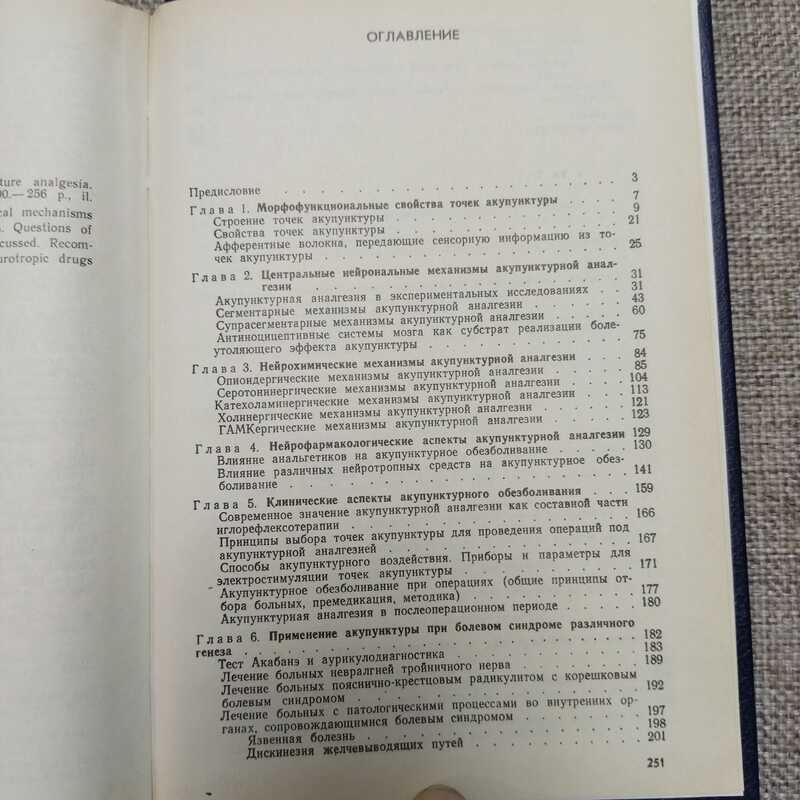 ture analgesia.
90.— 256 p., il.
cal mechanisms
s. Questions of
cussed. Recom-
urotropic drugs
ОГЛАВЛЕНИЕ
Предисловие . . . 3
Глава 1. Морфофункциональные свойства точек акупунктуры . . . . 7
Строение точек акупунктуры . . . 9
Свойства точек акупунктуры . . . 21
Афферентные волокна, передающие сенсорную информацию из то-
чек акупунктуры . . . 25
Глава 2. Центральные нейрональные механизмы акупунктурной анал-
гезии . . . 31
Акупунктурная аналгезия в экспериментальных исследованиях . . 31
Сегментарные механизмы акупунктурной аналгезии . . . 43
Супрасегментарные механизмы акупунктурной аналгезии . . . 60
Антиноцицептивные системы мозга как субстрат реализации боле-
утоляющего эффекта акупунктуры . . . 75
Глава 3. Нейрохимические механизмы акупунктурной аналгезии . . . 84
Опиоидергические механизмы акупунктурной аналгезии . . . 85
Серотонинергические механизмы акупунктурной аналгезии . . . 104
Катехоламинергические механизмы акупунктурной аналгезии . . . 113
Холинергические механизмы акупунктурной аналгезии . . . 121
ГАМКергические механизмы акупунктурной аналгезии . . . 123
Глава 4. Нейрофармакологические аспекты акупунктурной аналгезии 129
Влияние анальгетиков на акупунктурное обезболивание . . . 130
Влияние различных нейротропных средств на акупунктурное обез-
боливание . . . 141
Глава 5. Клинические аспекты акупунктурного обезболивания . . . 159
Современное значение акупунктурной аналгезии как составной части
иглорефлексотерапии . . . 166
Принципы выбора точек акупунктуры для проведения операций под
акупунктурной аналгезией . . . 167
Способы акупунктурного воздействия. Приборы и параметры для
электростимуляции точек акупунктуры . . . 171
Акупунктурное обезболивание при операциях (общие принципы от-
бора больных, премедикация, методика) . . . 177
Акупунктурная аналгезия в послеоперационном периоде . . . 180
Глава 6. Применение акупунктуры при болевом синдроме различного
генеза . . . 182
Тест Акабанэ и аурикулодиагностика . . . 183
Лечение больных невралгией тройничного нерва . . . 189
Лечение больных пояснично-крестцовым радикулитом с корешковым
болевым синдромом . . . 192
Лечение больных с патологическими процессами во внутренних ор-
ганах, сопровождающимися болевым синдромом . . . 197
Язвенная болезнь . . . 198
Дискинезия желчевыводящих путей . . . 201
251